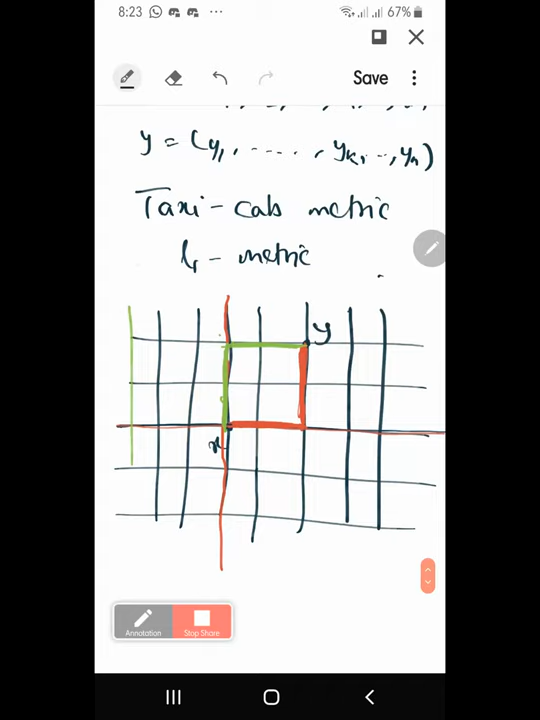 8:23 67%
Save
y = (y1, ....., yk, .., yn)
Taxi - cab metric
l1 - metric
y
x
Annotation Stop Share